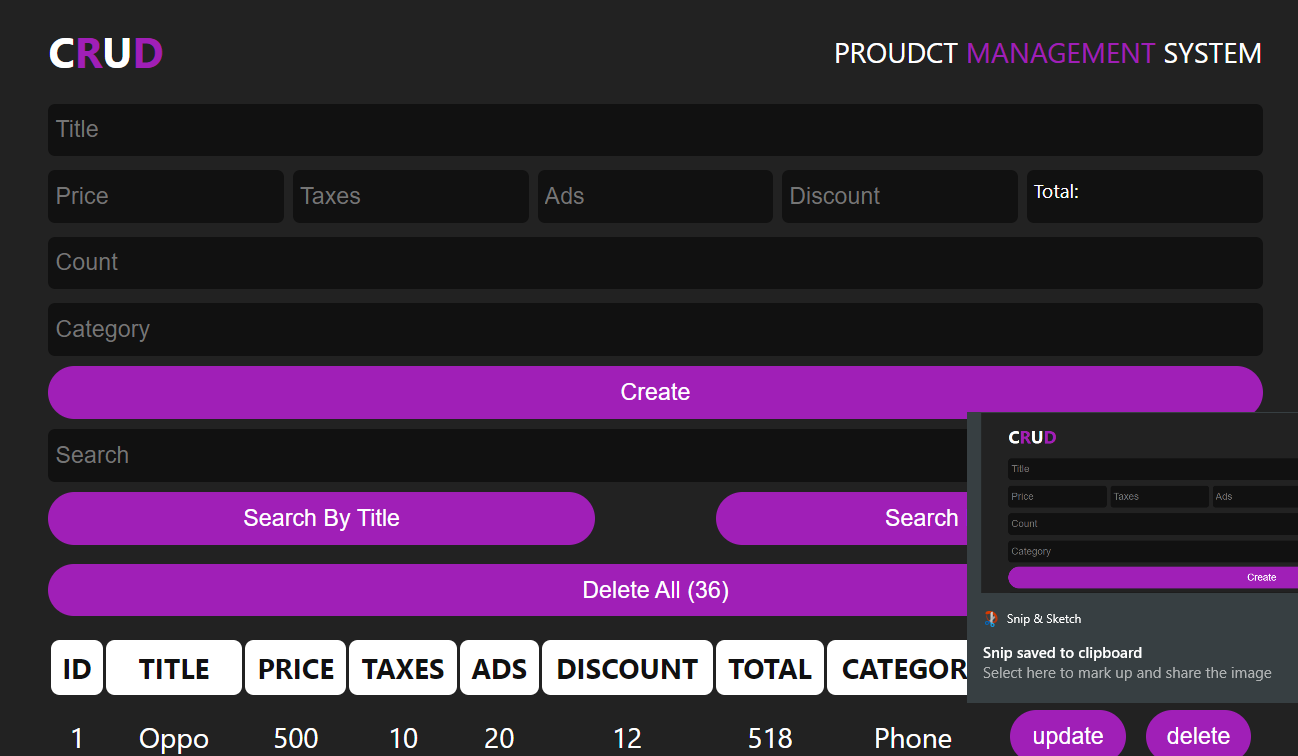 CRUD
PROUDCT MANAGEMENT SYSTEM
Title
Price Taxes Ads Discount Total:
Count
Category
Create
Search
Search By Title
Search
Delete All (36)
ID TITLE PRICE TAXES ADS DISCOUNT TOTAL CATEGOR
1 Oppo 500 10 20 12 518 Phone update delete
CRUD
Title
Price Taxes Ads
Count
Category
Create
Snip & Sketch
Snip saved to clipboard
Select here to mark up and share the image